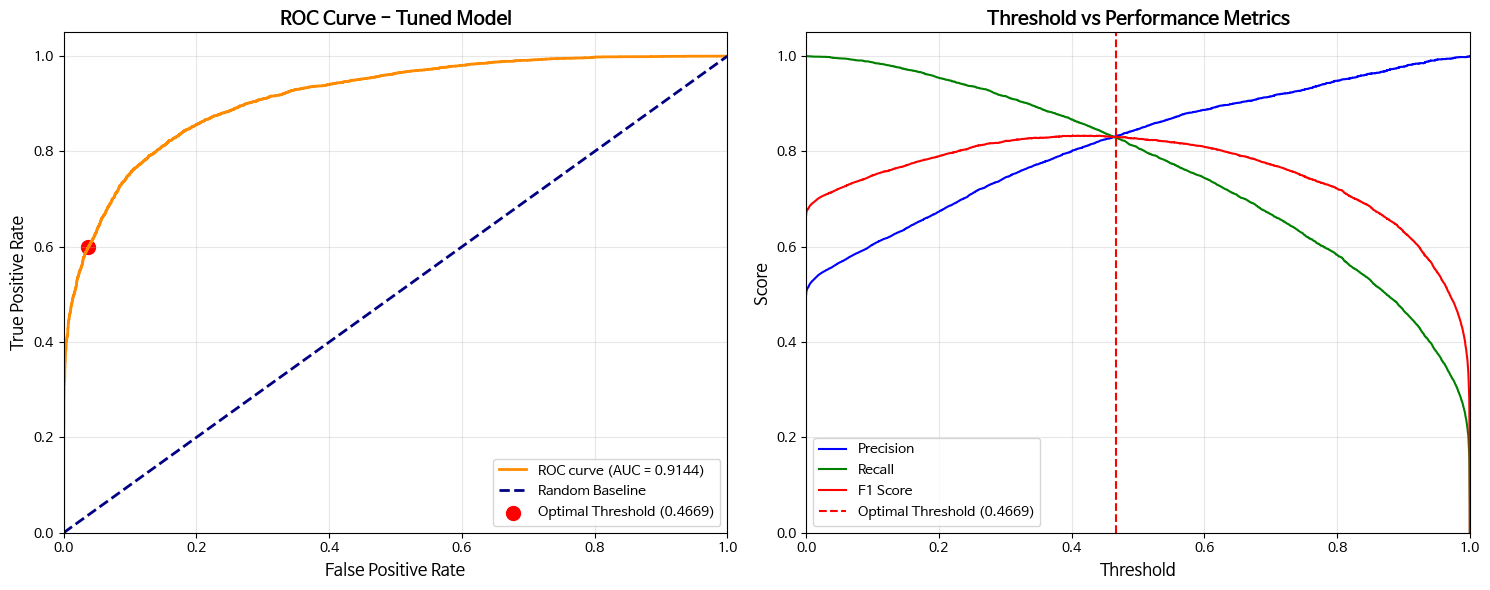 ROC Curve - Tuned Model
True Positive Rate
1.0
0.8
0.6
0.4
0.2
0.0
0.0 0.2 0.4 0.6 0.8 1.0
False Positive Rate
ROC curve (AUC = 0.9144)
Random Baseline
Optimal Threshold (0.4669)
Threshold vs Performance Metrics
Score
1.0
0.8
0.6
0.4
0.2
0.0
0.0 0.2 0.4 0.6 0.8 1.0
Threshold
Precision
Recall
F1 Score
Optimal Threshold (0.4669)